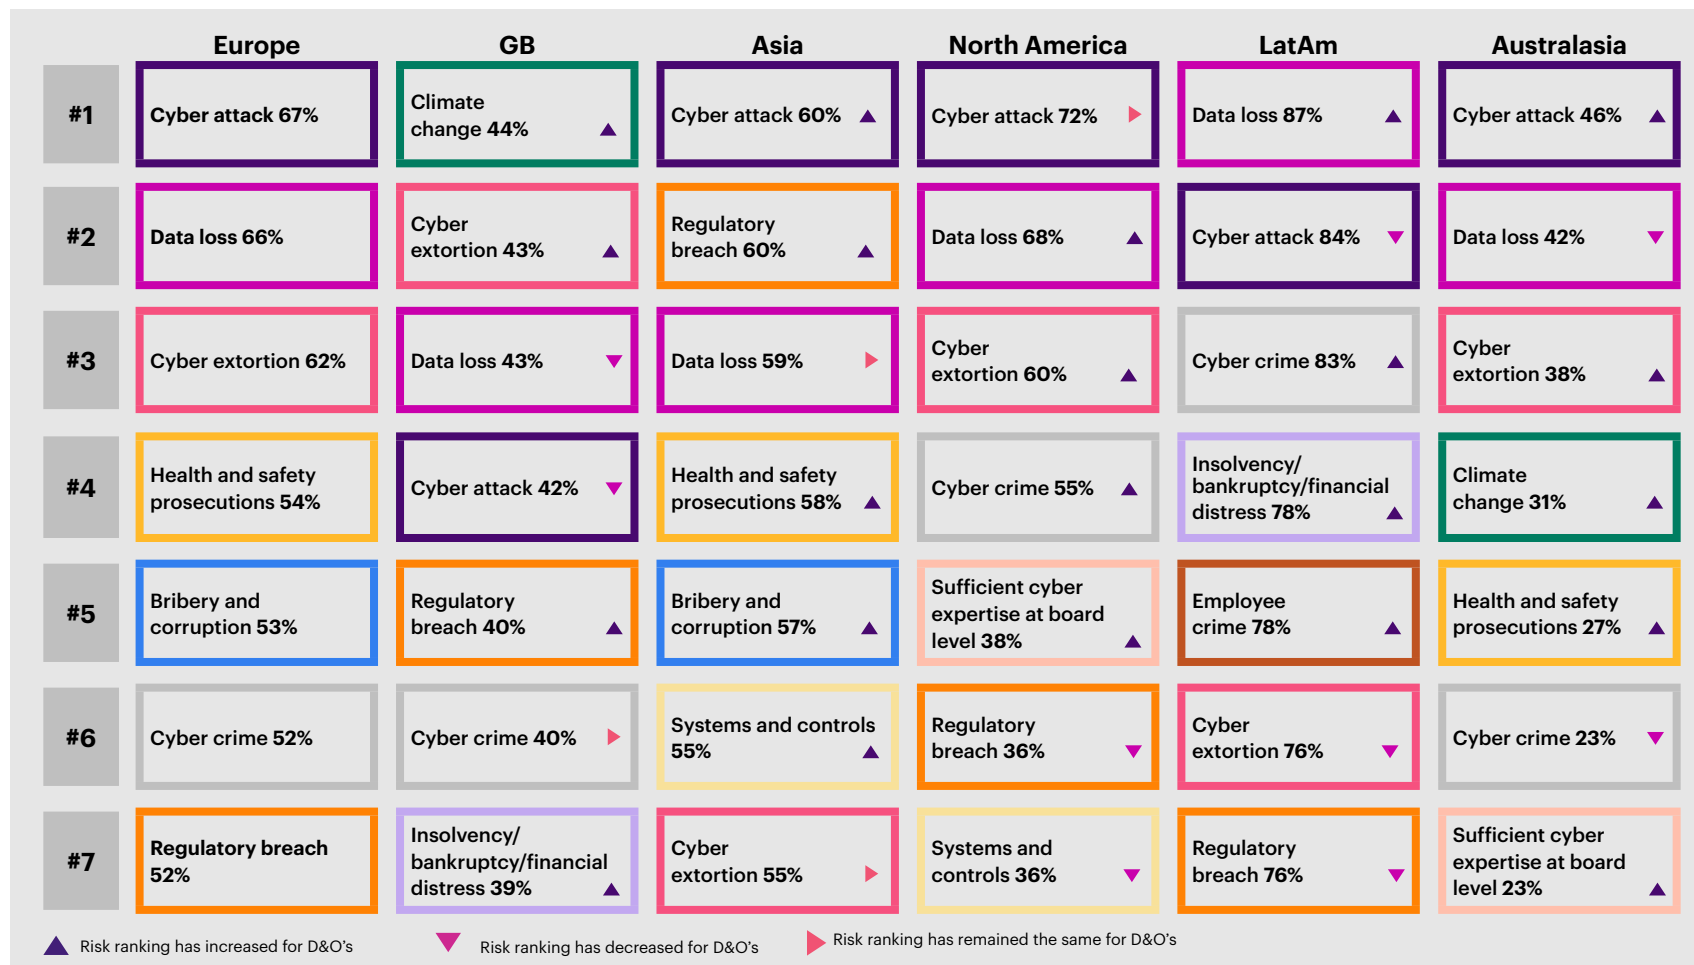 Europe
GB
Asia
North America
LatAm
Australasia
#1
Cyber attack 67%
Climate
change 44%
Cyber attack 60%
Cyber attack 72%
Data loss 87%
Cyber attack 46%
#2
Data loss 66%
Cyber
extortion 43%
Regulatory
breach 60%
Data loss 68%
Cyber attack 84%
Data loss 42%
#3
Cyber extortion 62%
Data loss 43%
Data loss 59%
Cyber
extortion 60%
Cyber crime 83%
Cyber
extortion 38%
#4
Health and safety
prosecutions 54%
Cyber attack 42%
Health and safety
prosecutions 58%
Cyber crime 55%
Insolvency/
bankruptcy/financial
distress 78%
Climate
change 31%
#5
Bribery and
corruption 53%
Regulatory
breach 40%
Bribery and
corruption 57%
Sufficient cyber
expertise at board
level 38%
Employee
crime 78%
Health and safety
prosecutions 27%
#6
Cyber crime 52%
Cyber crime 40%
Systems and controls
55%
Regulatory
breach 36%
Cyber
extortion 76%
Cyber crime 23%
#7
Regulatory breach
52%
Insolvency/
bankruptcy/financial
distress 39%
Cyber
extortion 55%
Systems and
controls 36%
Regulatory
breach 76%
Sufficient cyber
expertise at board
level 23%
Risk ranking has increased for D&O's
Risk ranking has decreased for D&O's
Risk ranking has remained the same for D&O's